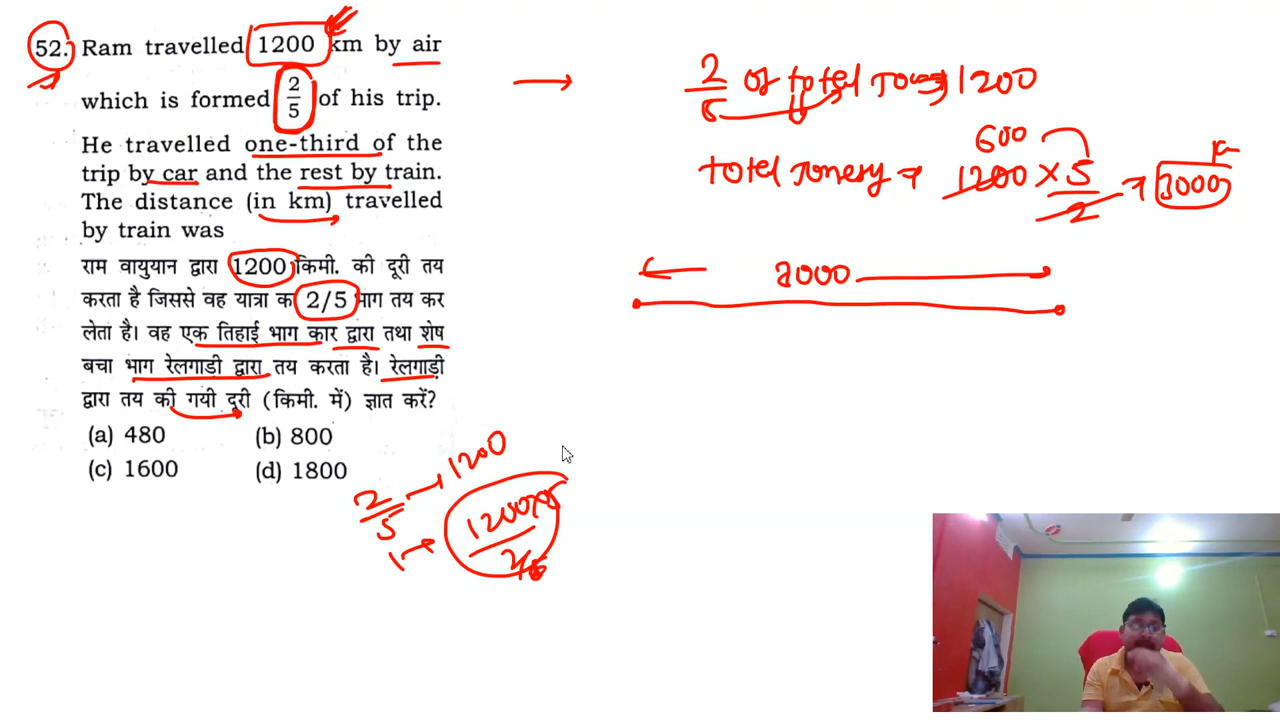 52. Ram travelled 1200 km by air
which is formed 2/5 of his trip.
He travelled one-third of the
trip by car and the rest by train.
The distance (in km) travelled
by train was
राम वायुयान द्वारा 1200 किमी. की दूरी तय
करता है जिससे वह यात्रा क 2/5 भाग तय कर
लेता है। वह एक तिहाई भाग कार द्वारा तथा शेष
बचा भाग रेलगाडी द्वारा तय करता है। रेलगाड़ी
द्वारा तय की गयी दूरी (किमी. में) ज्ञात करें?
(a) 480 (b) 800
(c) 1600 (d) 1800
2/5 → 1200
1 →
2/5 of total 1200
600
total → 1200 × 5/2 → 3000
3000